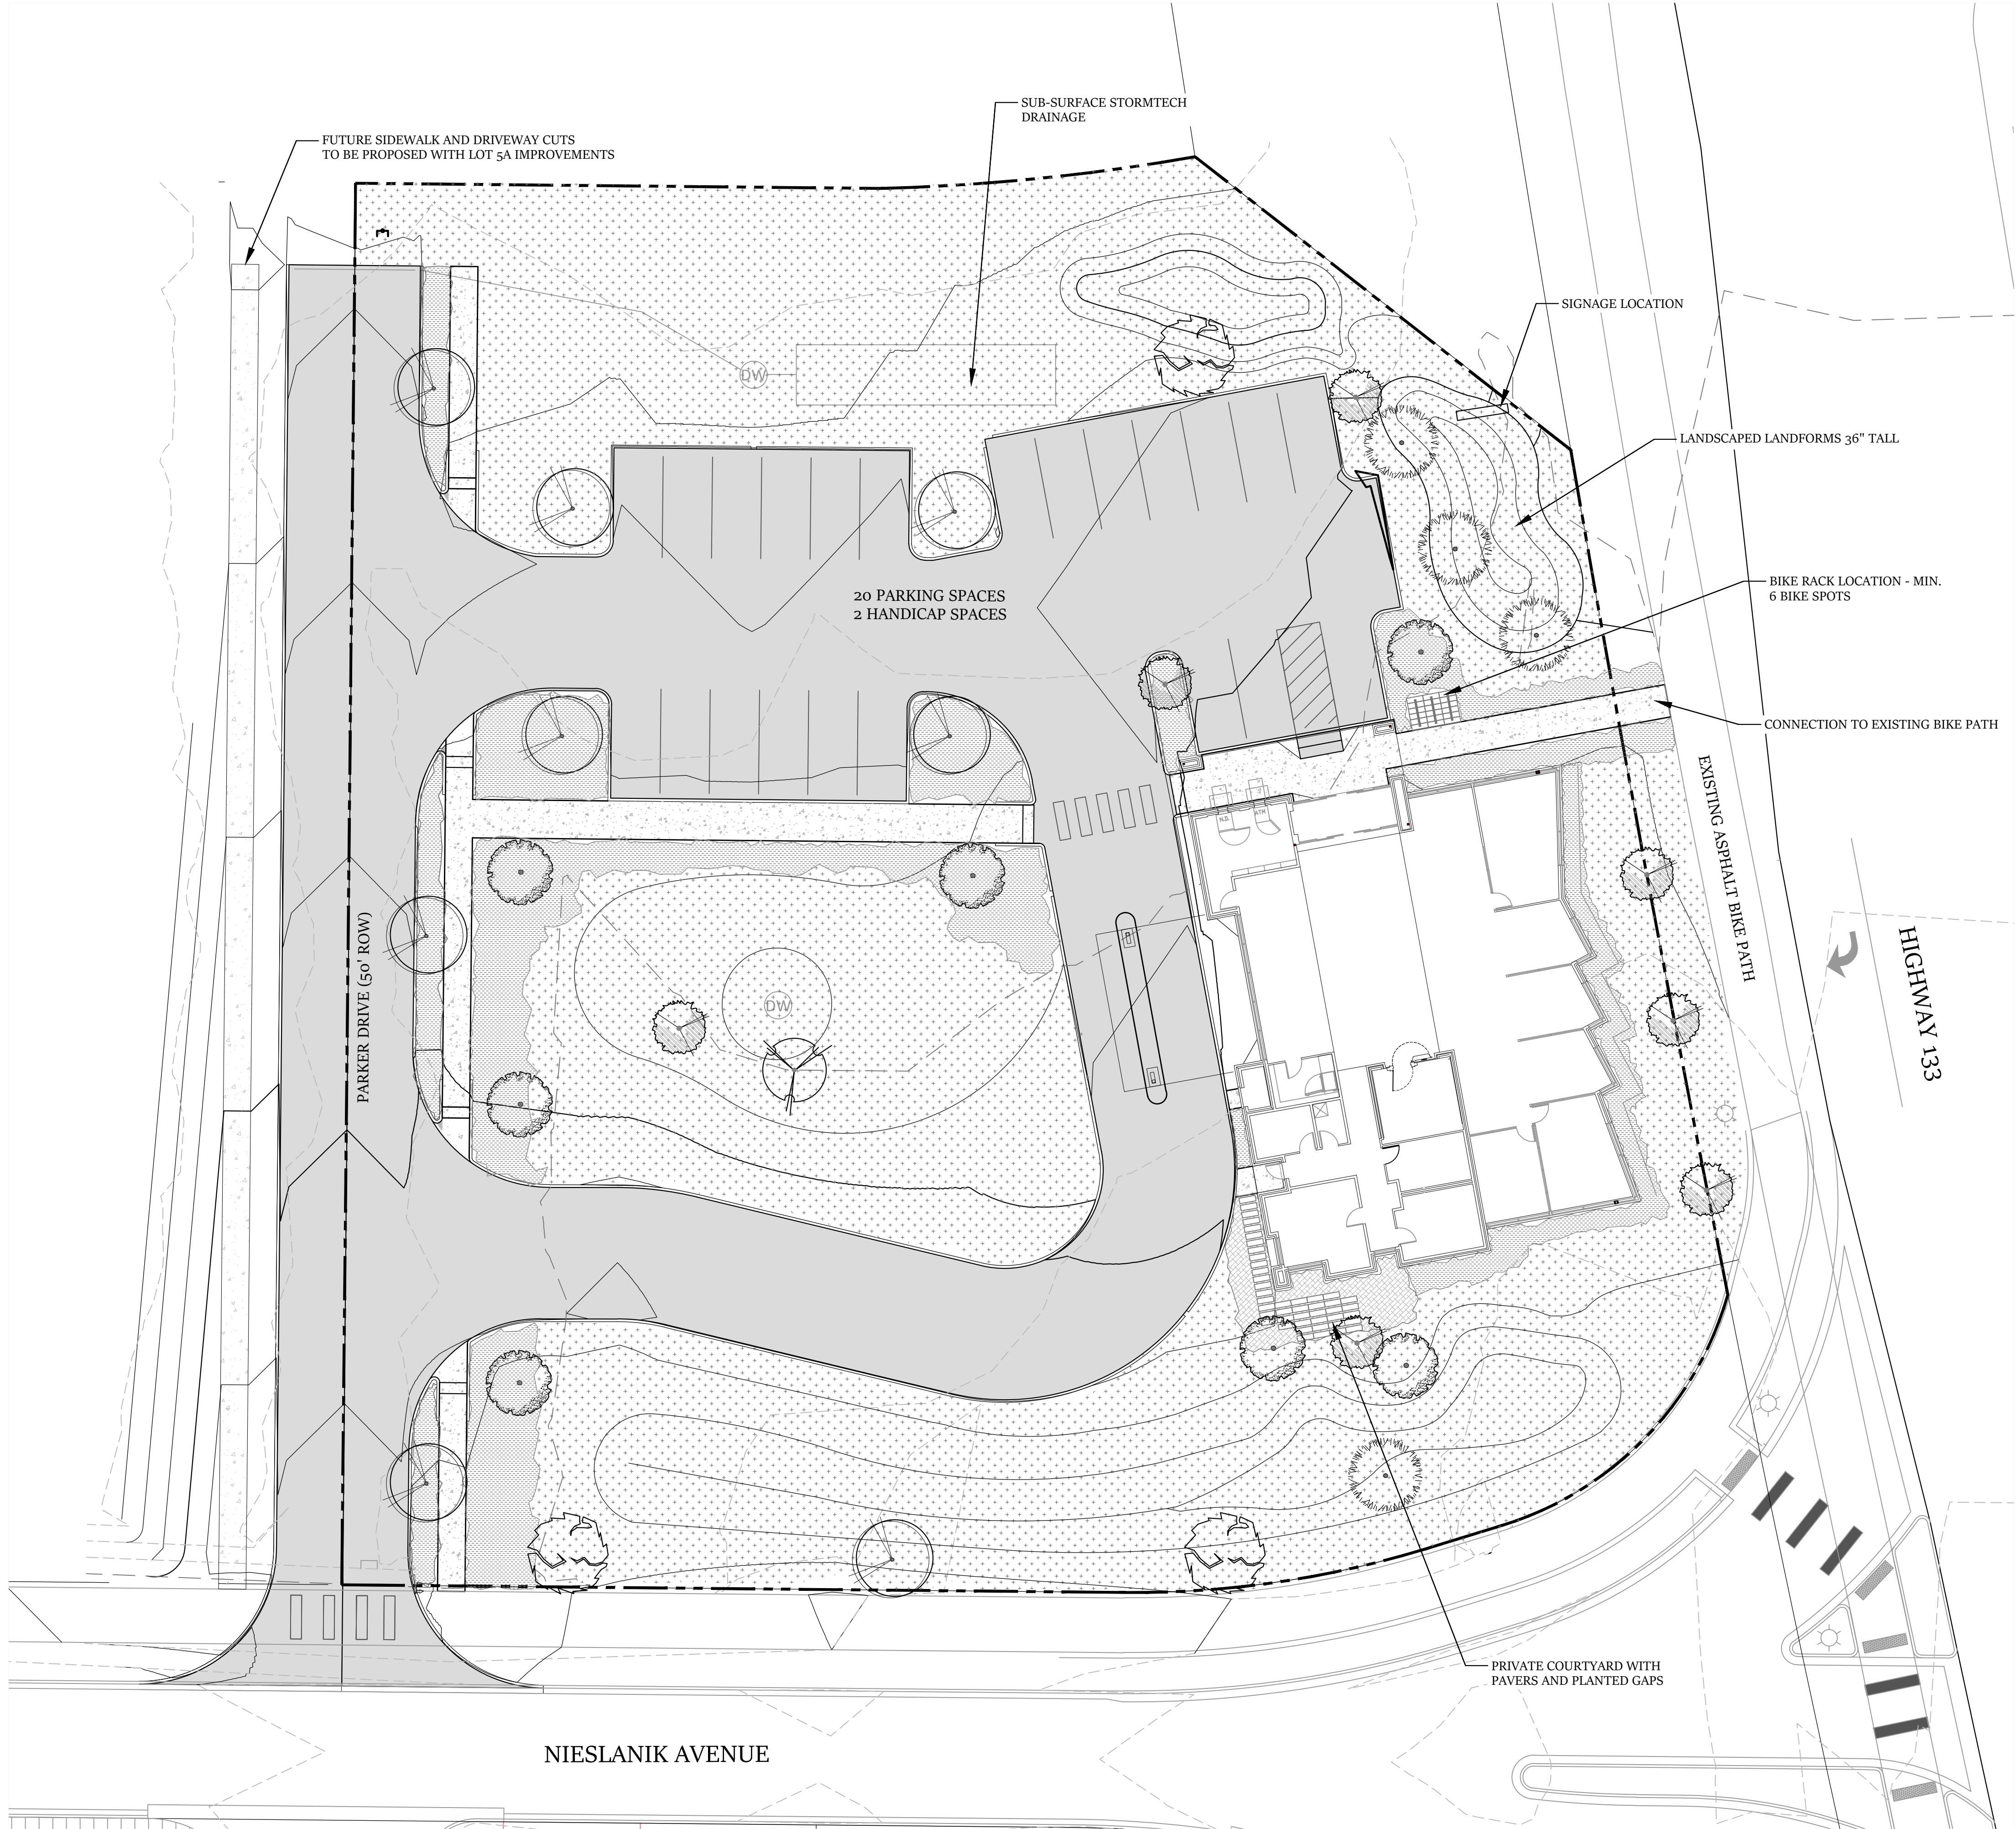 SUB-SURFACE STORMTECH
DRAINAGE
FUTURE SIDEWALK AND DRIVEWAY CUTS
TO BE PROPOSED WITH LOT 5A IMPROVEMENTS
SIGNAGE LOCATION
DW
LANDSCAPED LANDFORMS 36" TALL
BIKE RACK LOCATION - MIN.
6 BIKE SPOTS
20 PARKING SPACES
2 HANDICAP SPACES
CONNECTION TO EXISTING BIKE PATH
N.D.
ATM
EXISTING ASPHALT BIKE PATH
HIGHWAY 133
PARKER DRIVE (50' ROW)
DW
PRIVATE COURTYARD WITH
PAVERS AND PLANTED GAPS
NIESLANIK AVENUE